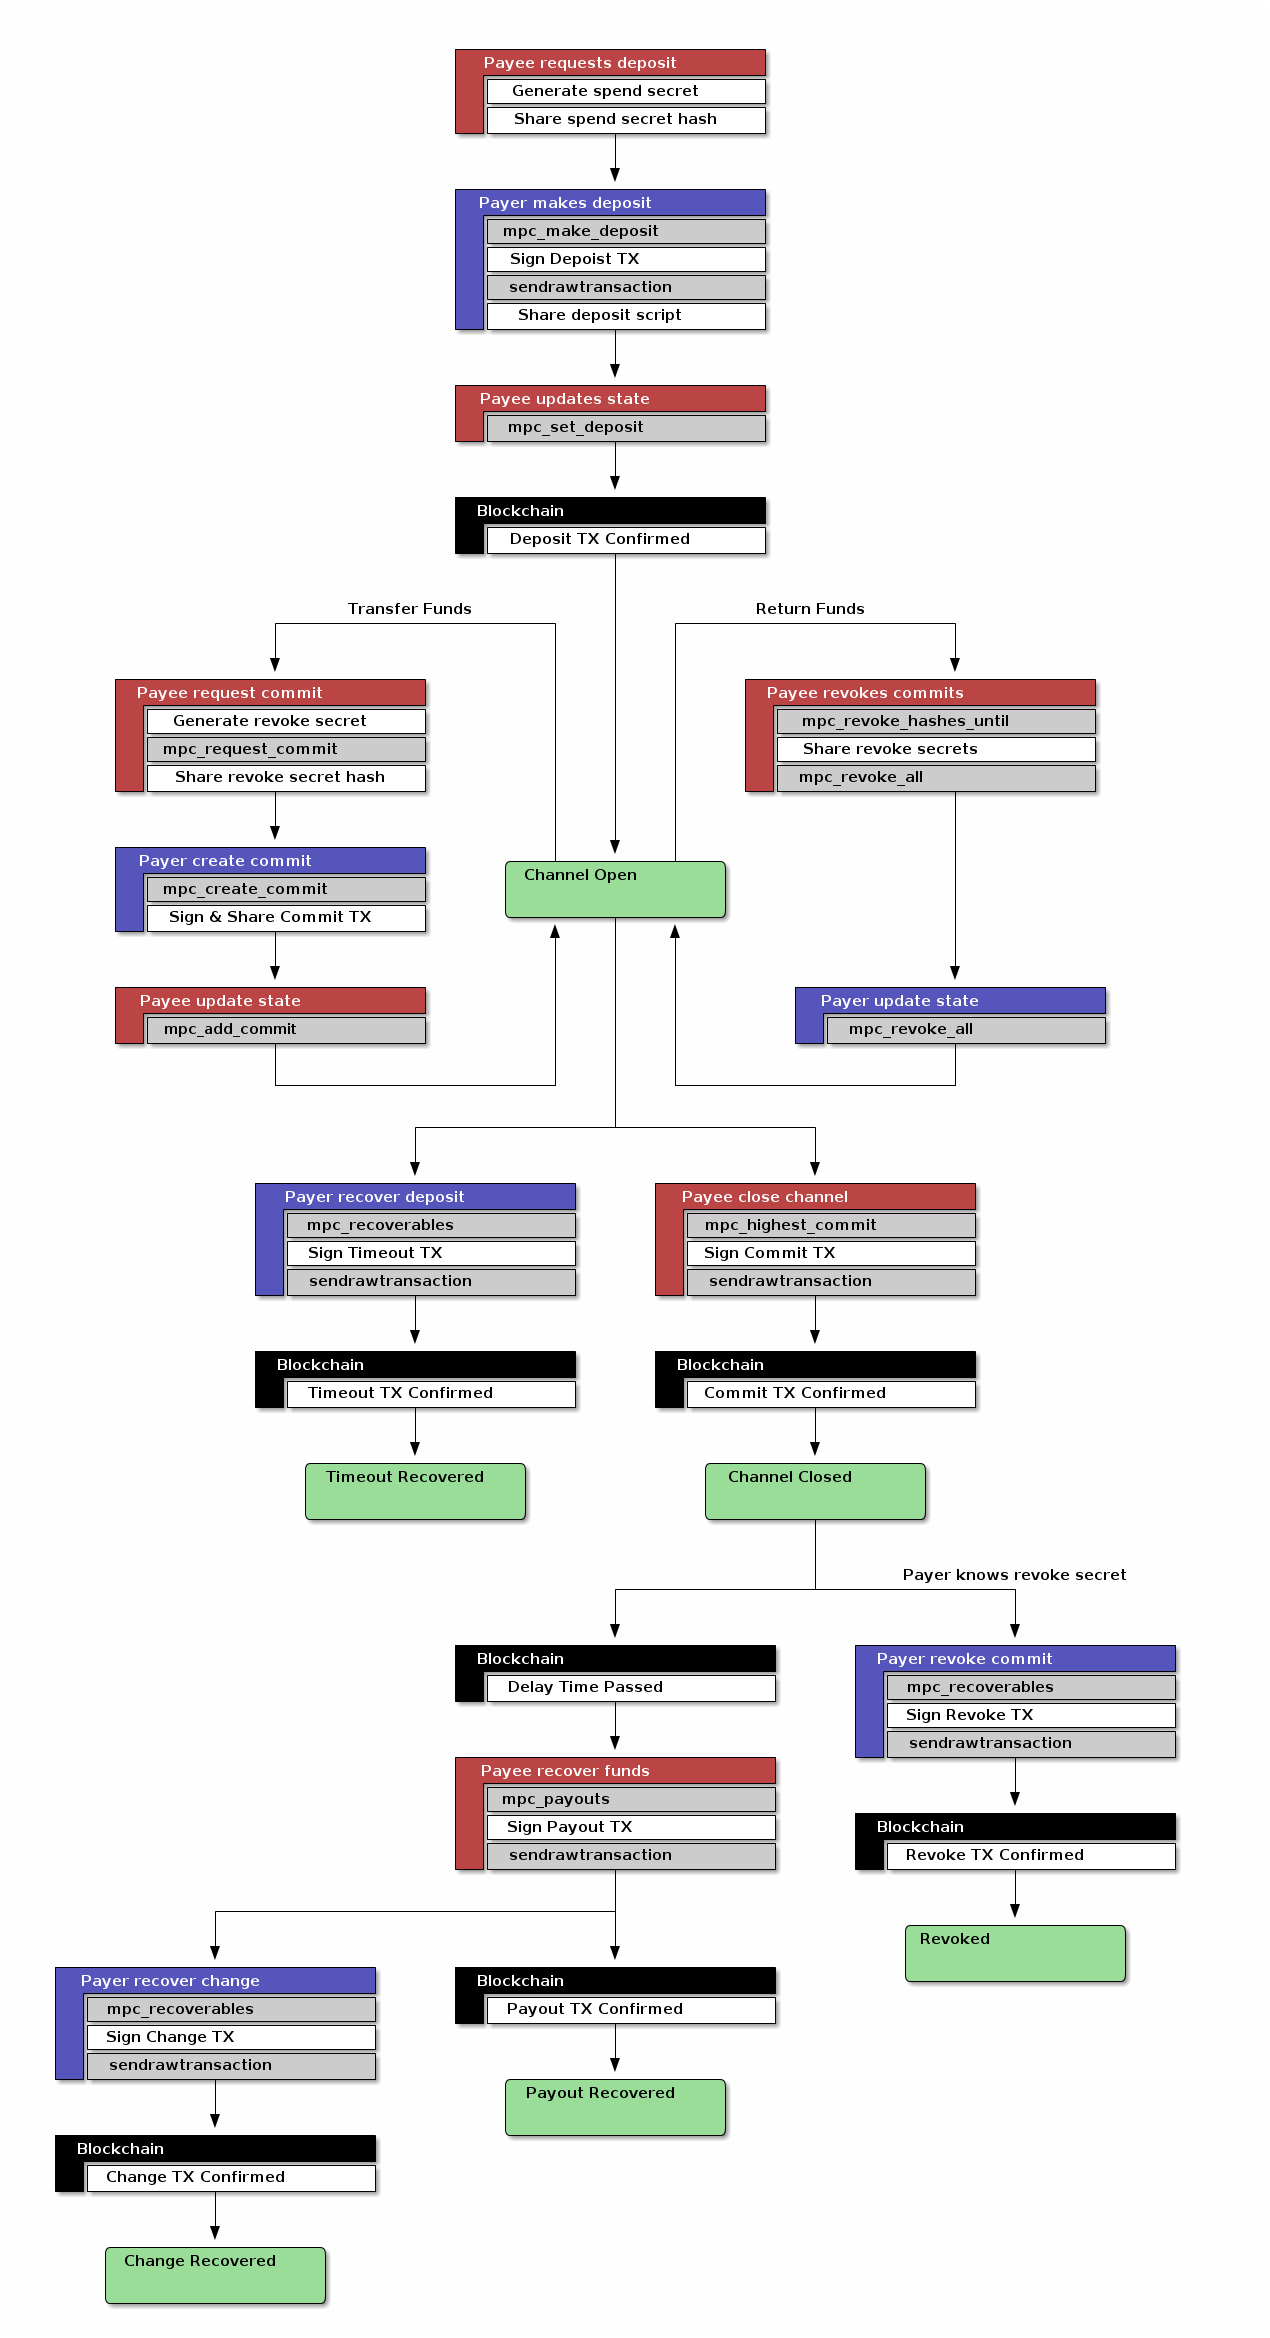 Payee requests deposit
Generate spend secret
Share spend secret hash
Payer makes deposit
mpc_make_deposit
Sign Depoist TX
sendrawtransaction
Share deposit script
Payee updates state
mpc_set_deposit
Blockchain
Deposit TX Confirmed
Transfer Funds
Return Funds
Payee request commit
Generate revoke secret
mpc_request_commit
Share revoke secret hash
Payee revokes commits
mpc_revoke_hashes_until
Share revoke secrets
mpc_revoke_all
Payer create commit
mpc_create_commit
Sign & Share Commit TX
Channel Open
Payee update state
mpc_add_commit
Payer update state
mpc_revoke_all
Payer recover deposit
mpc_recoverables
Sign Timeout TX
sendrawtransaction
Payee close channel
mpc_highest_commit
Sign Commit TX
sendrawtransaction
Blockchain
Timeout TX Confirmed
Blockchain
Commit TX Confirmed
Timeout Recovered
Channel Closed
Payer knows revoke secret
Blockchain
Delay Time Passed
Payer revoke commit
mpc_recoverables
Sign Revoke TX
sendrawtransaction
Payee recover funds
mpc_payouts
Sign Payout TX
sendrawtransaction
Blockchain
Revoke TX Confirmed
Revoked
Payer recover change
mpc_recoverables
Sign Change TX
sendrawtransaction
Blockchain
Payout TX Confirmed
Payout Recovered
Blockchain
Change TX Confirmed
Change Recovered